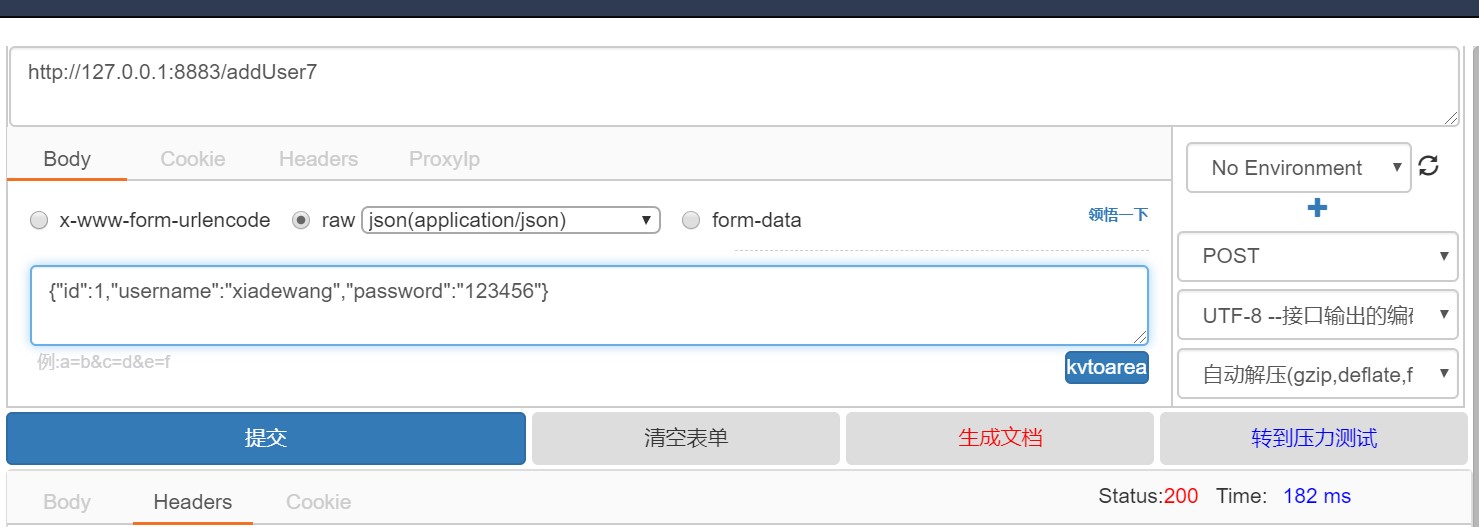 http://127.0.0.1:8883/addUser7
Body Cookie Headers ProxyIp
No Environment
x-www-form-urlencode raw json(application/json) form-data 领悟一下
POST
{"id":1,"username":"xiadewang","password":"123456"}
UTF-8 --接口输出的编
例:a=b&c=d&e=f
kvtoarea
自动解压(gzip,deflate,f
提交 清空表单 生成文档 转到压力测试
Body Headers Cookie Status:200 Time: 182 ms